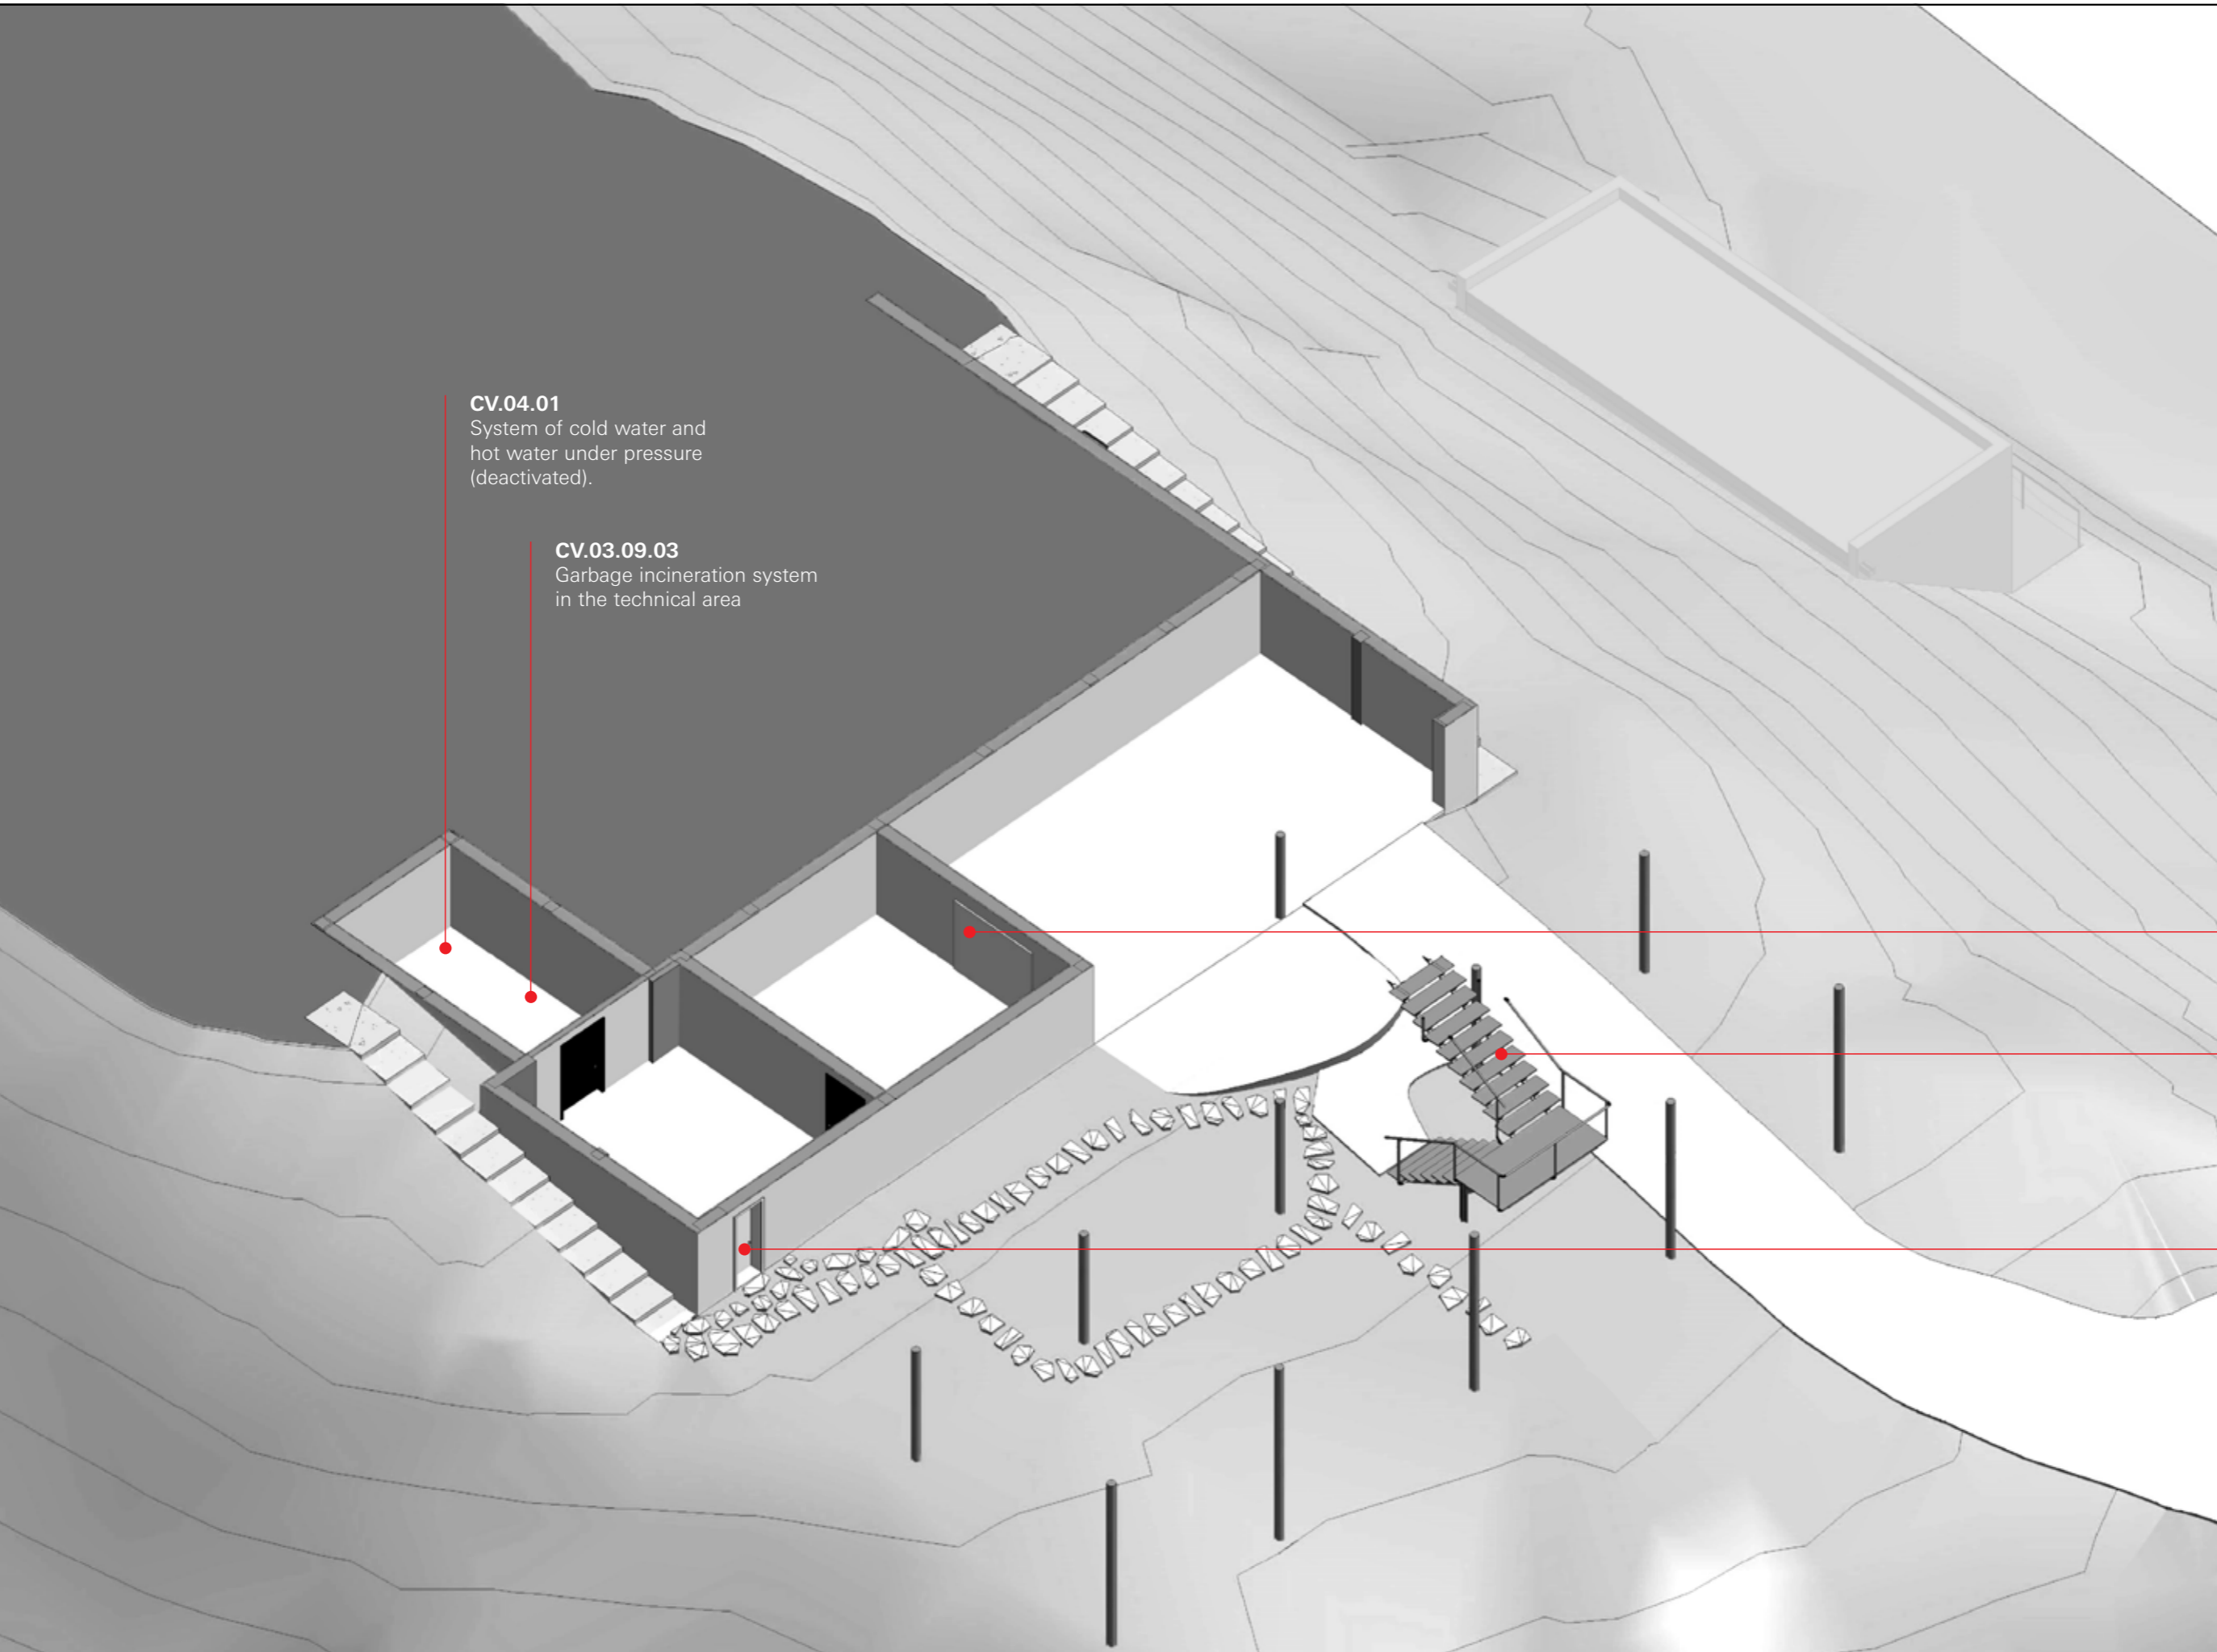 CV.04.01
System of cold water and
hot water under pressure
(deactivated).
CV.03.09.03
Garbage incineration system
in the technical area